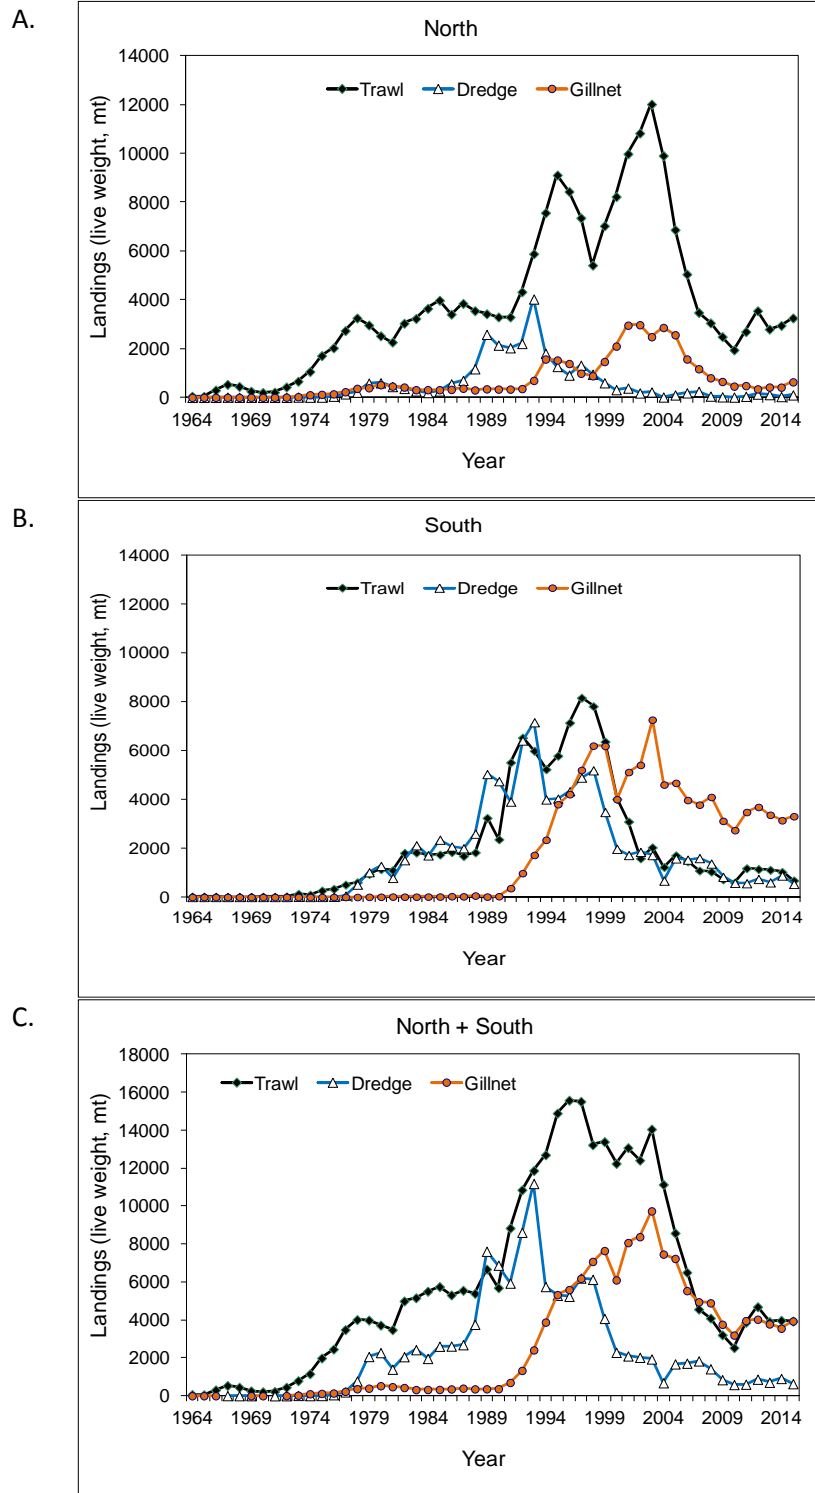 A.
North
Trawl Dredge Gillnet
Landings (live weight, mt)
14000
12000
10000
8000
6000
4000
2000
0
1964 1969 1974 1979 1984 1989 1994 1999 2004 2009 2014
Year
B.
South
Trawl Dredge Gillnet
Landings (live weight, mt)
14000
12000
10000
8000
6000
4000
2000
0
1964 1969 1974 1979 1984 1989 1994 1999 2004 2009 2014
Year
C.
North + South
Trawl Dredge Gillnet
Landings (live weight, mt)
18000
16000
14000
12000
10000
8000
6000
4000
2000
0
1964 1969 1974 1979 1984 1989 1994 1999 2004 2009 2014
Year